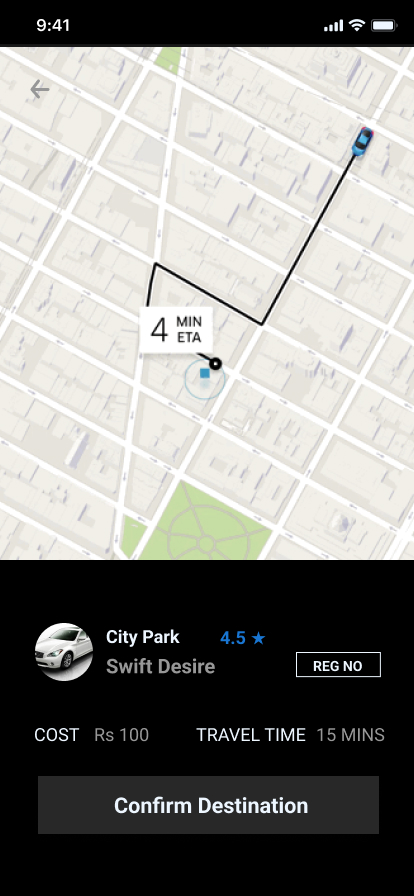 9:41
4 MIN
ETA
City Park 4.5 ★
Swift Desire REG NO
COST Rs 100 TRAVEL TIME 15 MINS
Confirm Destination